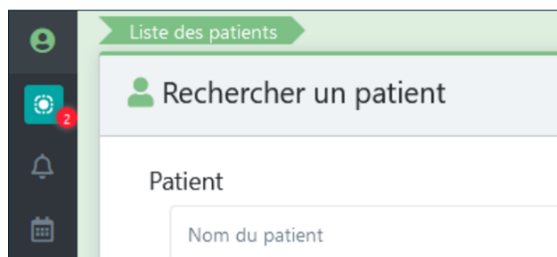 Liste des patients
Rechercher un patient
2
Patient
Nom du patient